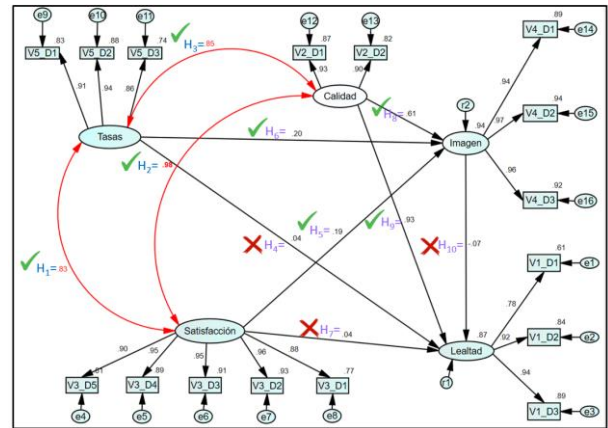 e9 e10 e11 e12 e13
.83 .88 .74 H3= .85 .87 .82 .89
V5_D1 V5_D2 V5_D3 V2_D1 V2_D2 V4_D1 e14
.91 .94 .86 .93 .90 .94
Calidad r2 .94
H8= .61 .94 .97 V4_D2 e15
Tasas H6= .20 Imagen
H2= .98 .96 .92
V4_D3 e16
H5= .19 H9= .93 .61
H4= .04 H10= -.07 V1_D1 e1
H1= .83 .78
Satisfacción H7= .04 .87 .92 .84
Lealtad V1_D2 e2
.90 .95 .95 .96 .88 .94
.81 .89 .91 .93 .77 r1 .89
V3_D5 V3_D4 V3_D3 V3_D2 V3_D1 V1_D3 e3
e4 e5 e6 e7 e8